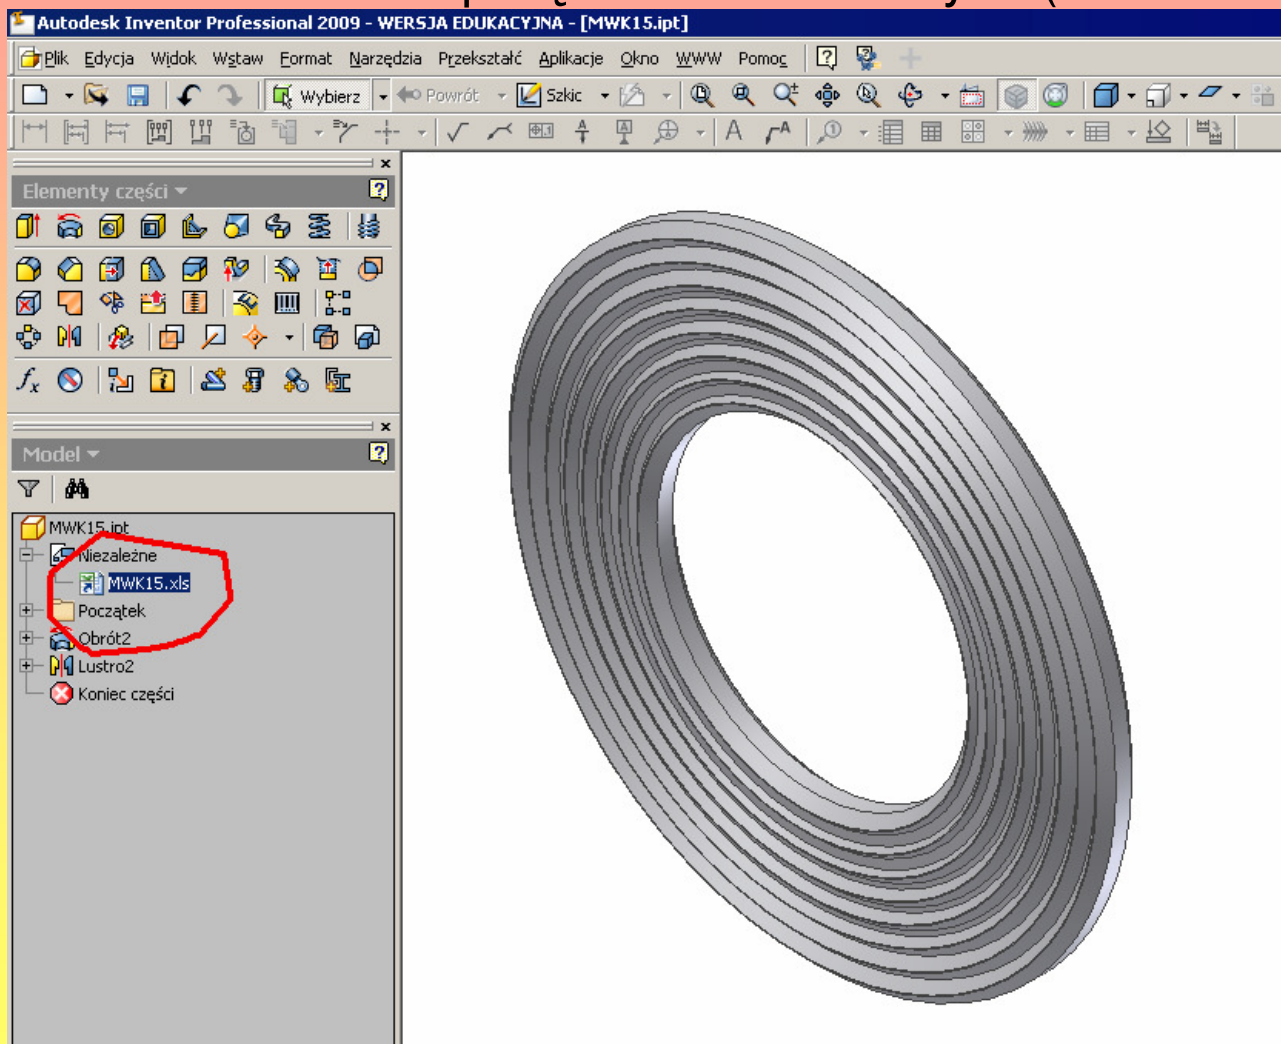 Autodesk Inventor Professional 2009 - WERSJA EDUKACYJNA - [MWK15.ipt]
Plik Edycja Widok Wstaw Format Narzędzia Przekształć Aplikacje Okno WWW Pomoc
Wybierz Powrót Szkic
Elementy części
Model
MWK15.ipt
Niezależne
MWK15.xls
Początek
Obrót2
Lustro2
Koniec części